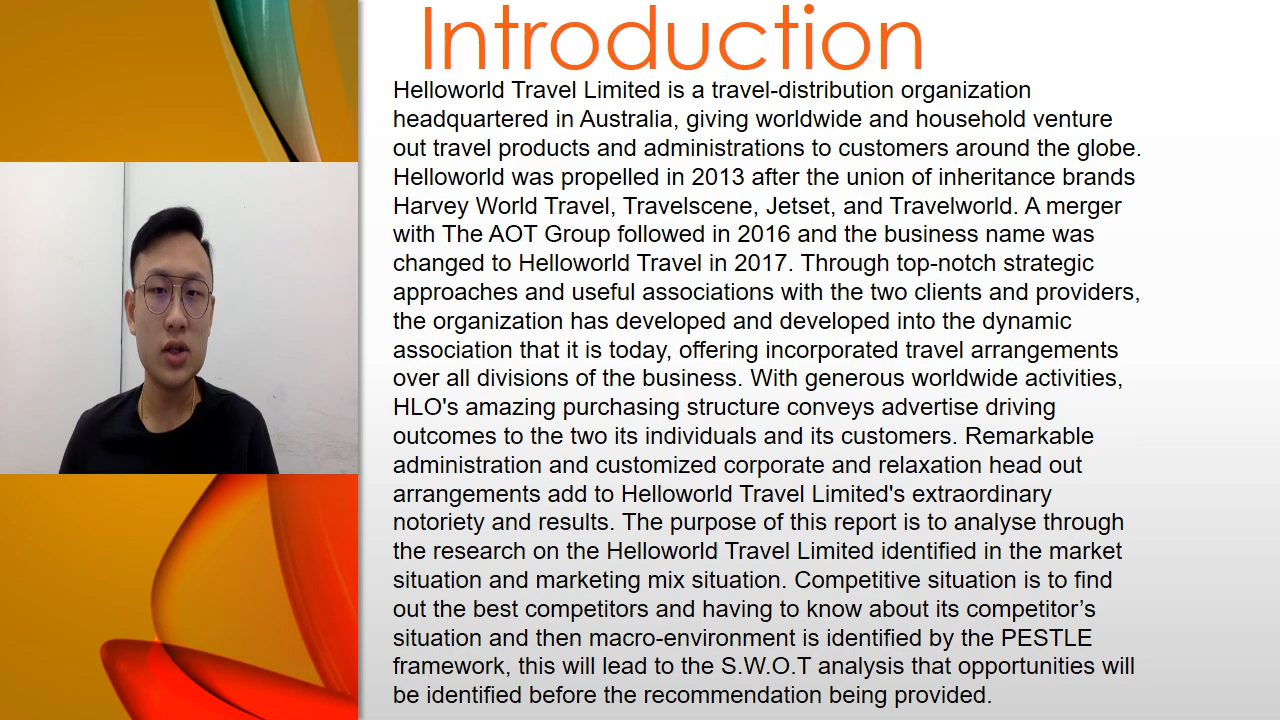 Introduction
Helloworld Travel Limited is a travel-distribution organization
headquartered in Australia, giving worldwide and household venture
out travel products and administrations to customers around the globe.
Helloworld was propelled in 2013 after the union of inheritance brands
Harvey World Travel, Travelscene, Jetset, and Travelworld. A merger
with The AOT Group followed in 2016 and the business name was
changed to Helloworld Travel in 2017. Through top-notch strategic
approaches and useful associations with the two clients and providers,
the organization has developed and developed into the dynamic
association that it is today, offering incorporated travel arrangements
over all divisions of the business. With generous worldwide activities,
HLO's amazing purchasing structure conveys advertise driving
outcomes to the two its individuals and its customers. Remarkable
administration and customized corporate and relaxation head out
arrangements add to Helloworld Travel Limited's extraordinary
notoriety and results. The purpose of this report is to analyse through
the research on the Helloworld Travel Limited identified in the market
situation and marketing mix situation. Competitive situation is to find
out the best competitors and having to know about its competitor’s
situation and then macro-environment is identified by the PESTLE
framework, this will lead to the S.W.O.T analysis that opportunities will
be identified before the recommendation being provided.